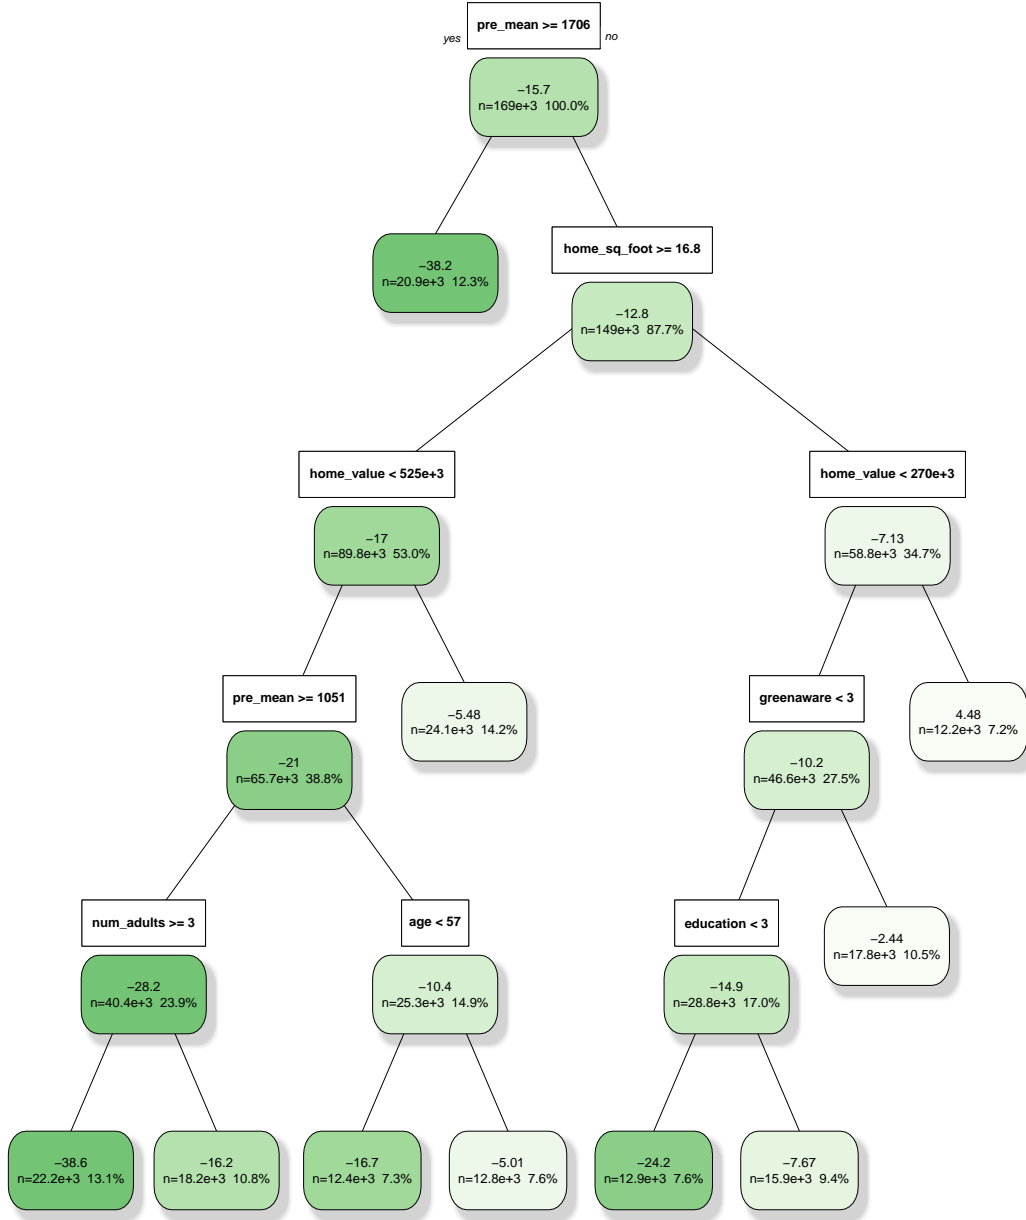 pre_mean >= 1706
yes
no
−15.7
n=169e+3 100.0%
home_sq_foot >= 16.8
−38.2
n=20.9e+3 12.3%
−12.8
n=149e+3 87.7%
home_value < 525e+3
home_value < 270e+3
−17
n=89.8e+3 53.0%
−7.13
n=58.8e+3 34.7%
pre_mean >= 1051
−5.48
n=24.1e+3 14.2%
greenaware < 3
4.48
n=12.2e+3 7.2%
−21
n=65.7e+3 38.8%
−10.2
n=46.6e+3 27.5%
num_adults >= 3
age < 57
education < 3
−2.44
n=17.8e+3 10.5%
−28.2
n=40.4e+3 23.9%
−10.4
n=25.3e+3 14.9%
−14.9
n=28.8e+3 17.0%
−38.6
n=22.2e+3 13.1%
−16.2
n=18.2e+3 10.8%
−16.7
n=12.4e+3 7.3%
−5.01
n=12.8e+3 7.6%
−24.2
n=12.9e+3 7.6%
−7.67
n=15.9e+3 9.4%